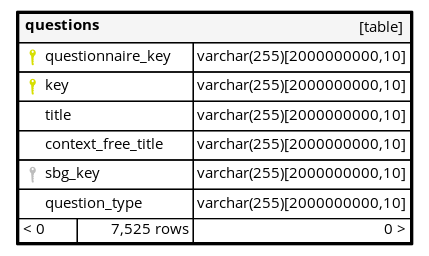 questions [table]
questionnaire_key varchar(255)[2000000000,10]
key varchar(255)[2000000000,10]
title varchar(255)[2000000000,10]
context_free_title varchar(255)[2000000000,10]
sbg_key varchar(255)[2000000000,10]
question_type varchar(255)[2000000000,10]
< 0 7,525 rows 0 >